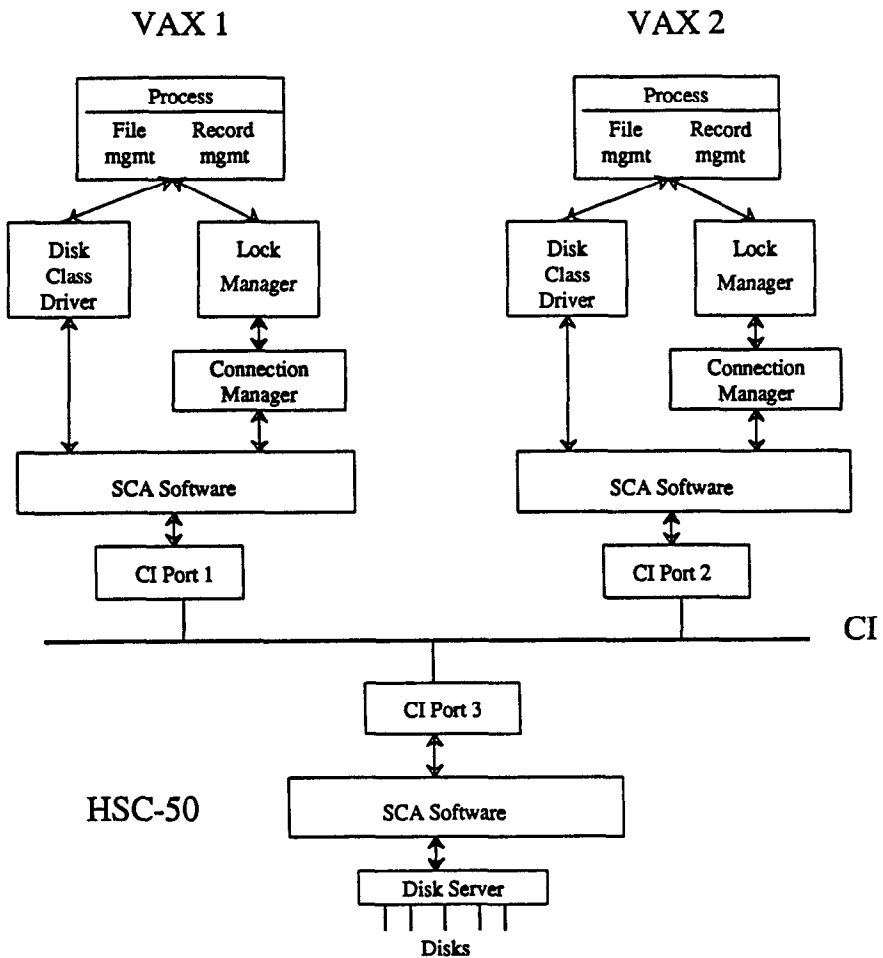 VAX 1
VAX 2
Process
File mgmt
Record mgmt
Process
File mgmt
Record mgmt
Disk
Class
Driver
Lock
Manager
Disk
Class
Driver
Lock
Manager
Connection
Manager
Connection
Manager
SCA Software
SCA Software
CI Port 1
CI Port 2
CI
CI Port 3
HSC-50
SCA Software
Disk Server
Disks